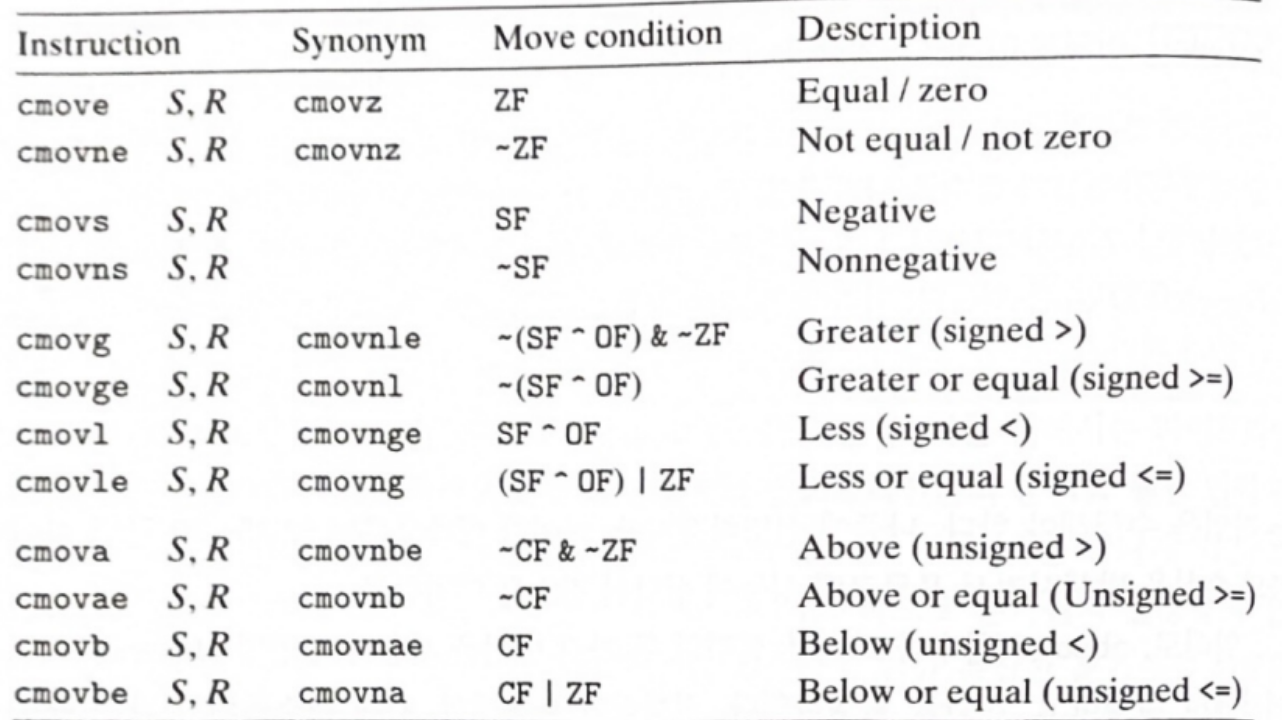 Instruction Synonym Move condition Description
cmove S, R cmovz ZF Equal / zero
cmovne S, R cmovnz ~ZF Not equal / not zero
cmovs S, R SF Negative
cmovns S, R ~SF Nonnegative
cmovg S, R cmovnle ~(SF ^ OF) & ~ZF Greater (signed >)
cmovge S, R cmovnl ~(SF ^ OF) Greater or equal (signed >=)
cmovl S, R cmovnge SF ^ OF Less (signed <)
cmovle S, R cmovng (SF ^ OF) | ZF Less or equal (signed <=)
cmova S, R cmovnbe ~CF & ~ZF Above (unsigned >)
cmovae S, R cmovnb ~CF Above or equal (Unsigned >=)
cmovb S, R cmovnae CF Below (unsigned <)
cmovbe S, R cmovna CF | ZF Below or equal (unsigned <=)